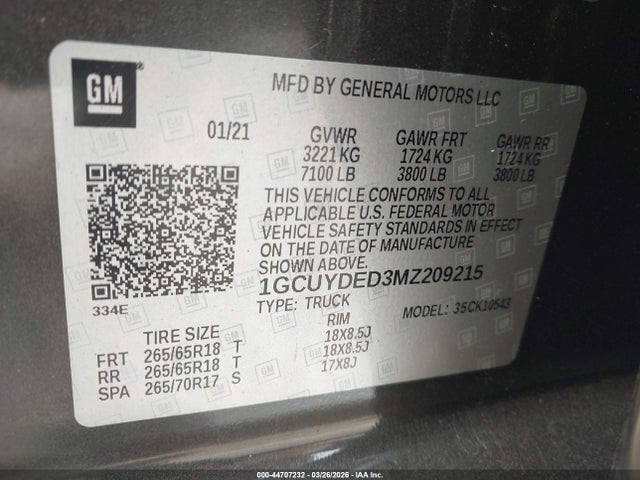 GM
MFD BY GENERAL MOTORS LLC
01/21 GVWR GAWR FRT GAWR RR
3221 KG 1724 KG 1724 KG
7100 LB 3800 LB 3800 LB
THIS VEHICLE CONFORMS TO ALL
APPLICABLE U.S. FEDERAL MOTOR
VEHICLE SAFETY STANDARDS IN EFFECT
ON THE DATE OF MANUFACTURE
SHOWN ABOVE.
1GCUYDED3MZ209215
334E
TYPE: TRUCK MODEL: 35CK10543
TIRE SIZE RIM
FRT 265/65R18 T 18X8.5J
RR 265/65R18 T 18X8.5J
SPA 265/70R17 S 17X8J
000-44707232 - 03/26/2026 - IAA Inc.